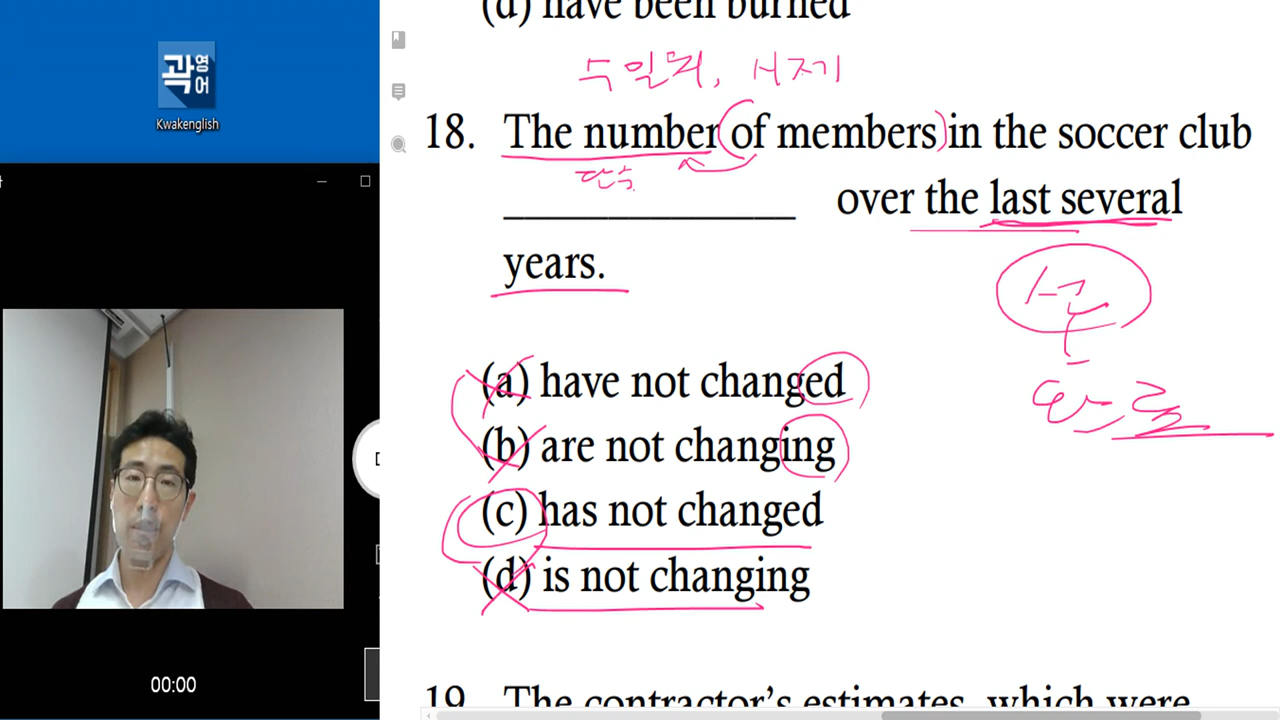 곽영어
Kwakenglish
00:00
(d) have been burned
수일치, 시제
18. The number of members in the soccer club
단수
______________ over the last several
years.
(a) have not changed
(b) are not changing
(c) has not changed
(d) is not changing
19. The contractor's estimates, which were